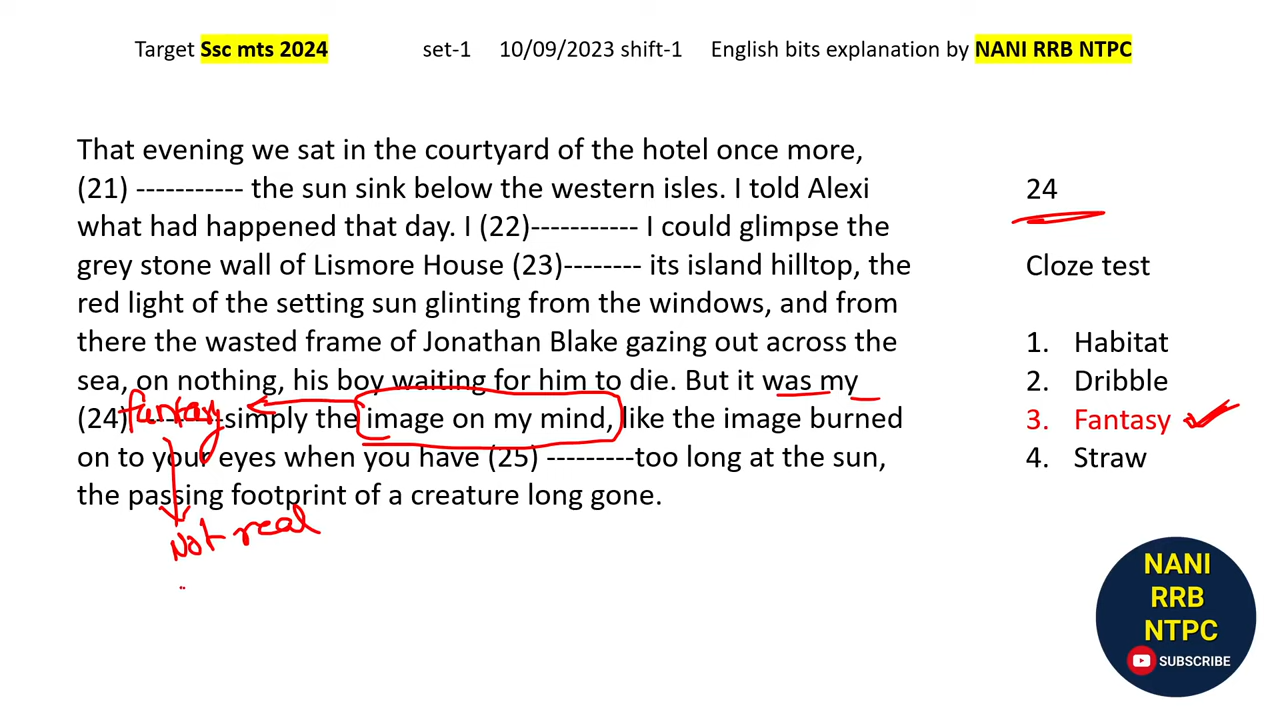 Target Ssc mts 2024 set-1 10/09/2023 shift-1 English bits explanation by NANI RRB NTPC
That evening we sat in the courtyard of the hotel once more,
(21) ----------- the sun sink below the western isles. I told Alexi
what had happened that day. I (22)----------- I could glimpse the
grey stone wall of Lismore House (23)-------- its island hilltop, the
red light of the setting sun glinting from the windows, and from
there the wasted frame of Jonathan Blake gazing out across the
sea, on nothing, his boy waiting for him to die. But it was my
fantasy
(24) ---------simply the image on my mind, like the image burned
on to your eyes when you have (25) ---------too long at the sun,
the passing footprint of a creature long gone.
Not real
24
Cloze test
1. Habitat
2. Dribble
3. Fantasy
4. Straw
NANI
RRB
NTPC
SUBSCRIBE